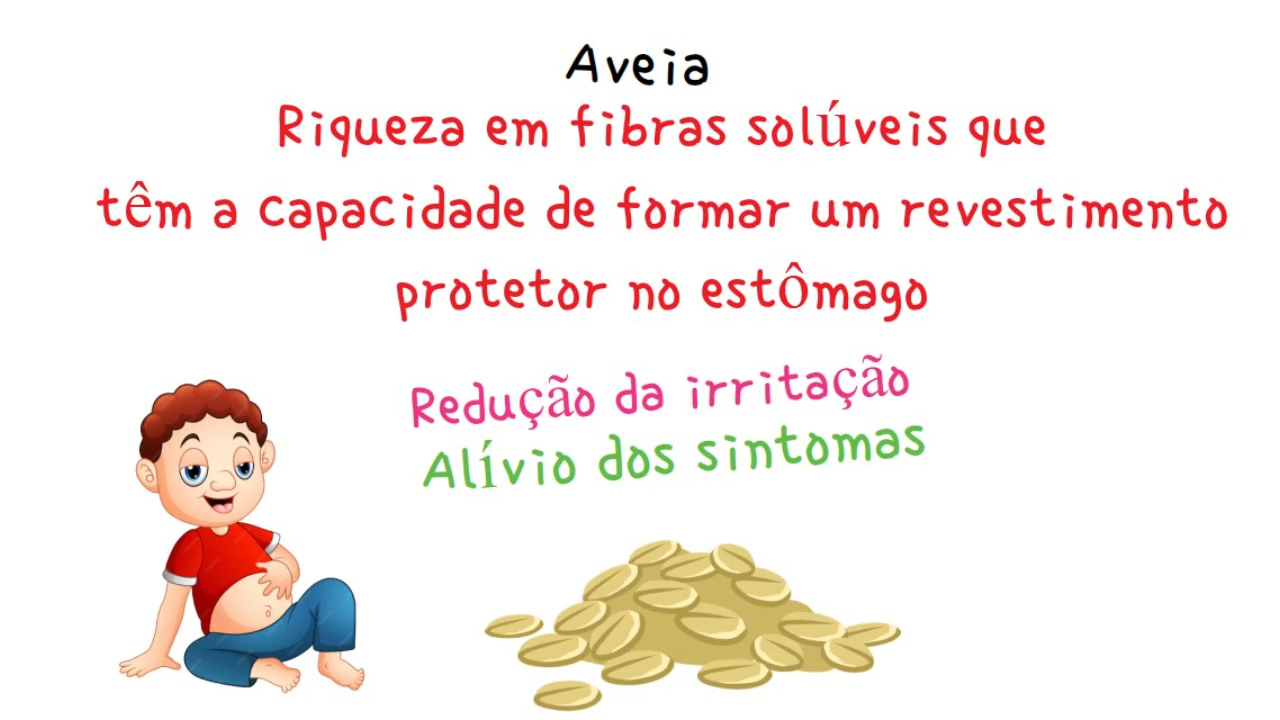 Aveia
Riqueza em fibras solúveis que
têm a capacidade de formar um revestimento
protetor no estômago
Redução da irritação
Alívio dos sintomas